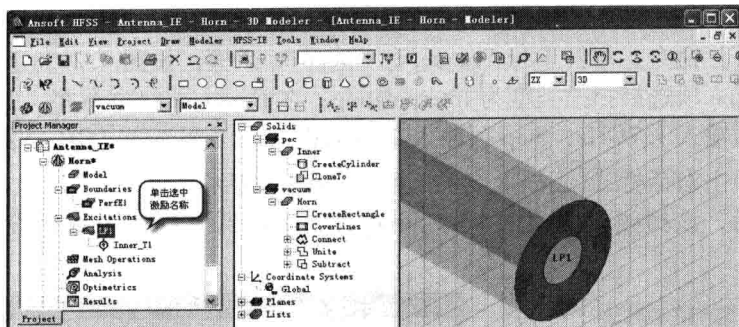 Ansoft HFSS - Antenna_IE - Horn - 3D Modeler - [Antenna_IE - Horn - Modeler]
File Edit View Project Draw Modeler HFSS-IE Tools Window Help
ZX 3D
vacuum Model
Project Manager
Antenna_IE*
Horn*
Model
Boundaries
PerfE1
Excitations
LP1
Inner_T1
Mesh Operations
Analysis
Optimetrics
Results
Project
单击选中
激励名称
Solids
pec
Inner
CreateCylinder
CloneTo
vacuum
Horn
CreateRectangle
CoverLines
Connect
Unite
Subtract
Coordinate Systems
Global
Planes
Lists
LP1